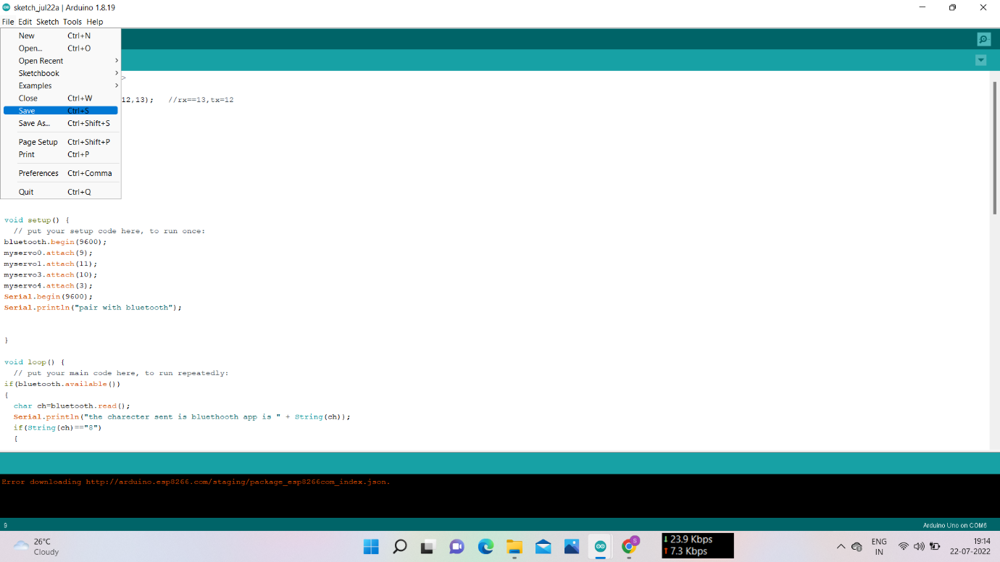 sketch_jul22a | Arduino 1.8.19
File Edit Sketch Tools Help
New Ctrl+N
Open... Ctrl+O
Open Recent
Sketchbook
Examples
Close Ctrl+W
Save Ctrl+S
Save As... Ctrl+Shift+S
Page Setup Ctrl+Shift+P
Print Ctrl+P
Preferences Ctrl+Comma
Quit Ctrl+Q
>
12,13); //rx==13,tx=12
void setup() {
// put your setup code here, to run once:
bluetooth.begin(9600);
myservo0.attach(9);
myservo1.attach(11);
myservo3.attach(10);
myservo4.attach(3);
Serial.begin(9600);
Serial.println("pair with bluetooth");
}
void loop() {
// put your main code here, to run repeatedly:
if(bluetooth.available())
{
char ch=bluetooth.read();
Serial.println("the charecter sent is bluethooth app is " + String(ch));
if(String(ch)=="8")
{
Error downloading http://arduino.esp8266.com/staging/package_esp8266com_index.json.
9 Arduino Uno on COM6
26°C
Cloudy
S
↓ 23.9 Kbps
↑ 7.3 Kbps
ENG
IN
19:14
22-07-2022